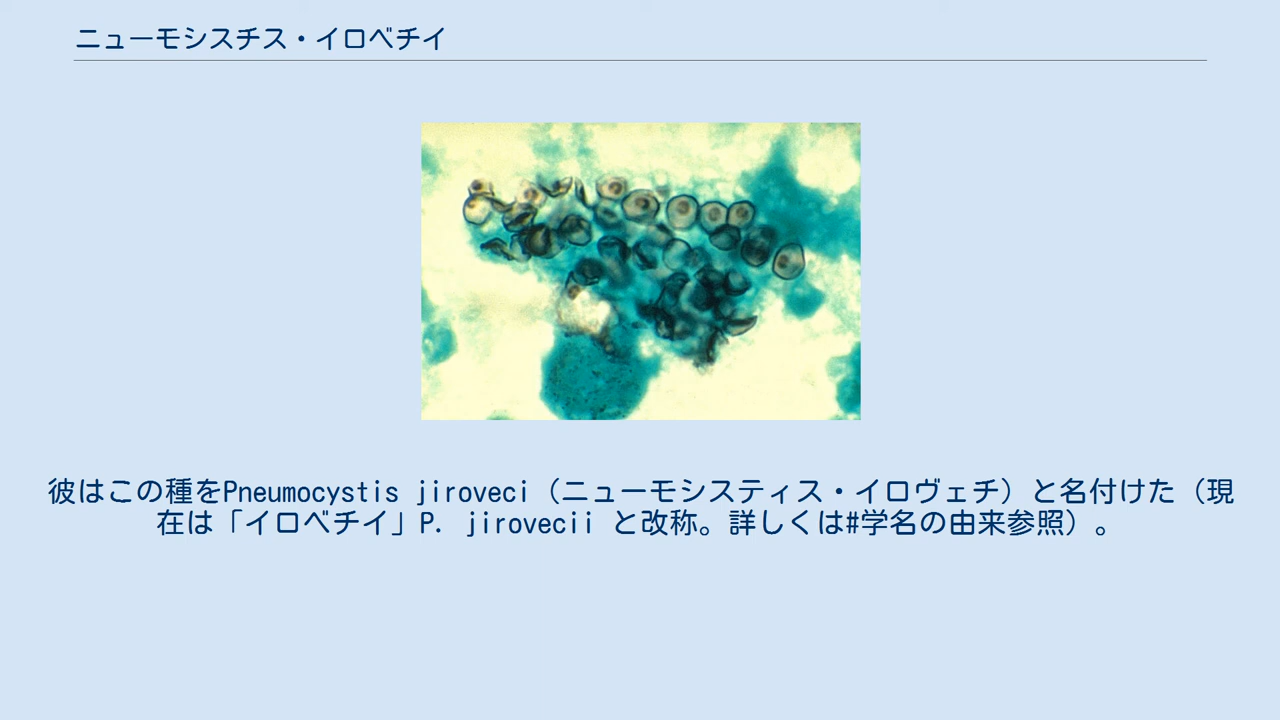 ニューモシスチス・イロベチイ
彼はこの種をPneumocystis jiroveci（ニューモシスティス・イロヴェチ）と名付けた（現
在は「イロベチイ」P. jirovecii と改称。詳しくは#学名の由来参照）。